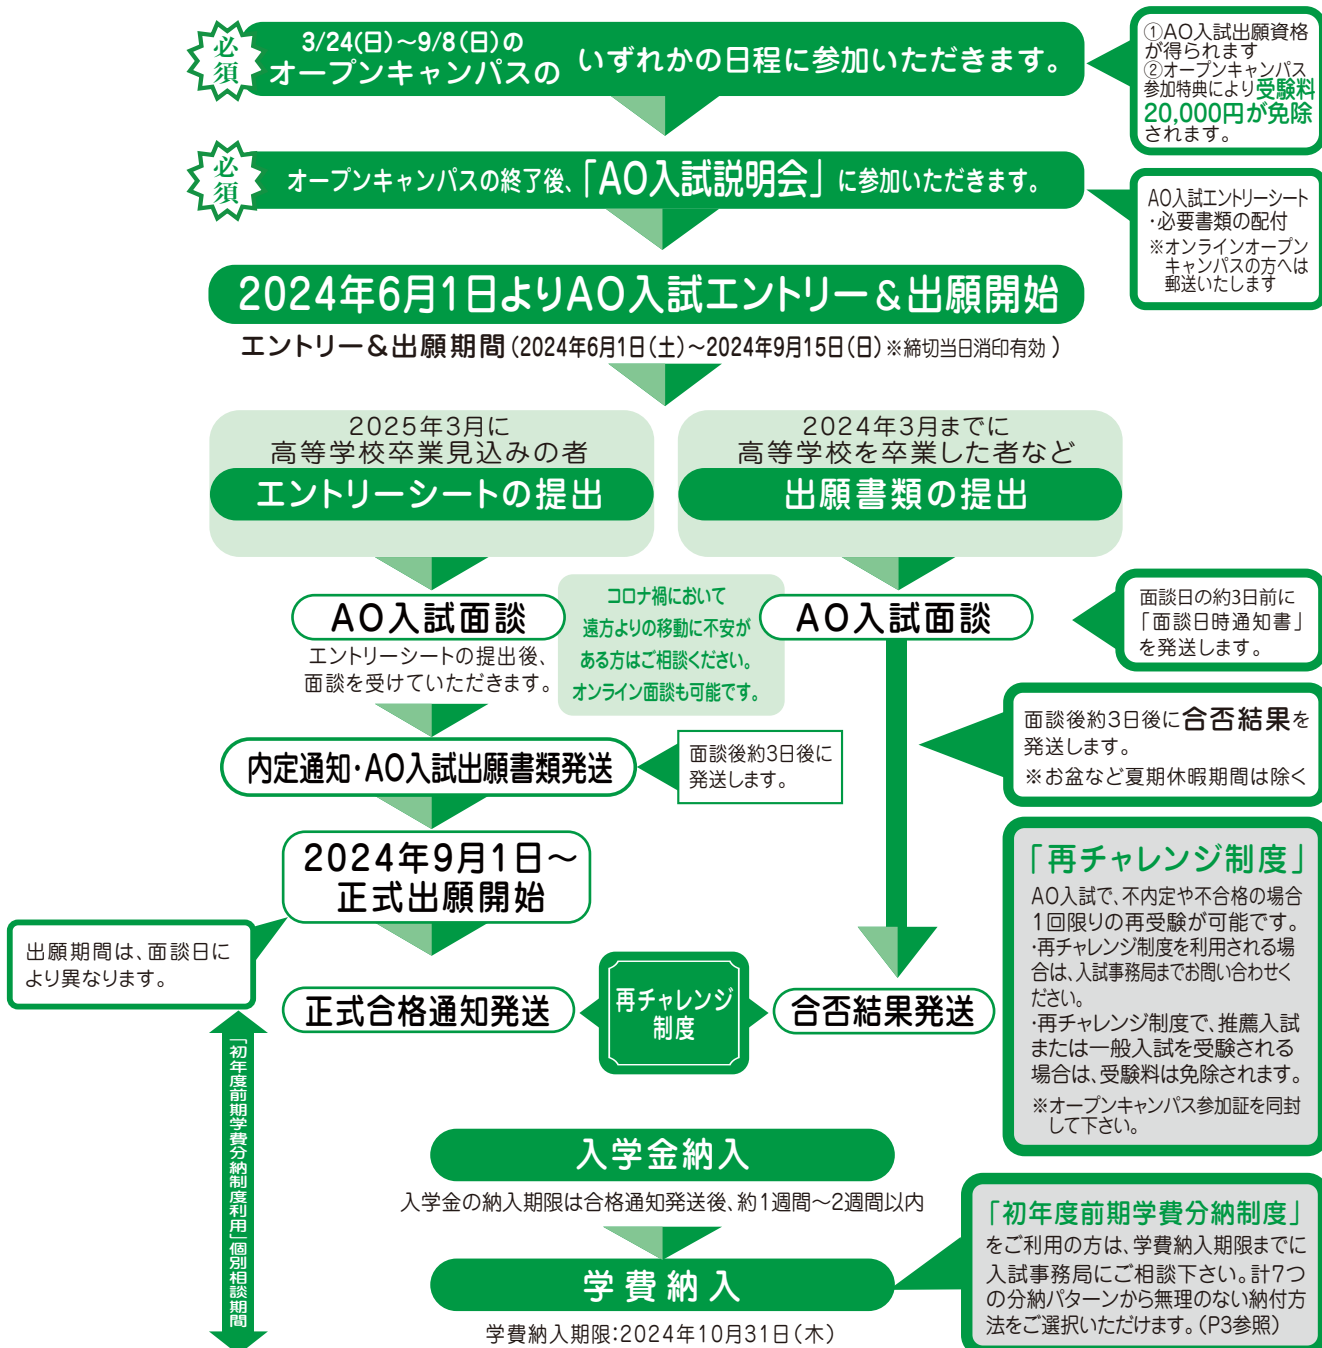 必須
3/24(日)～9/8(日)の
オープンキャンパスの いずれかの日程に参加いただきます。
①AO入試出願資格
が得られます
②オープンキャンパス
参加特典により受験料
20,000円が免除
されます。
必須
オープンキャンパスの終了後、「AO入試説明会」に参加いただきます。
AO入試エントリーシート
・必要書類の配付
※オンラインオープン
キャンパスの方へは
郵送いたします
2024年6月1日よりAO入試エントリー＆出願開始
エントリー&出願期間(2024年6月1日(土)～2024年9月15日(日)※締切当日消印有効)
2025年3月に
高等学校卒業見込みの者
エントリーシートの提出
2024年3月までに
高等学校を卒業した者など
出願書類の提出
AO入試面談
エントリーシートの提出後、
面談を受けていただきます。
コロナ禍において
遠方よりの移動に不安が
ある方はご相談ください。
オンライン面談も可能です。
AO入試面談
面談日の約3日前に
「面談日時通知書」
を発送します。
内定通知・AO入試出願書類発送
面談後約3日後に
発送します。
面談後約3日後に合否結果を
発送します。
※お盆など夏期休暇期間は除く
2024年9月1日～
正式出願開始
出願期間は、面談日に
より異なります。
「再チャレンジ制度」
AO入試で、不内定や不合格の場合
1回限りの再受験が可能です。
・再チャレンジ制度を利用される場
合は、入試事務局までお問い合わせく
ださい。
・再チャレンジ制度で、推薦入試
または一般入試を受験される
場合は、受験料は免除されます。
※オープンキャンパス参加証を同封
して下さい。
正式合格通知発送
再チャレンジ
制度
合否結果発送
「初年度前期学費分納制度利用」個別相談期間
入学金納入
入学金の納入期限は合格通知発送後、約1週間～2週間以内
学費納入
学費納入期限:2024年10月31日(木)
「初年度前期学費分納制度」
をご利用の方は、学費納入期限までに
入試事務局にご相談下さい。計7つ
の分納パターンから無理のない納付方
法をご選択いただけます。(P3参照)